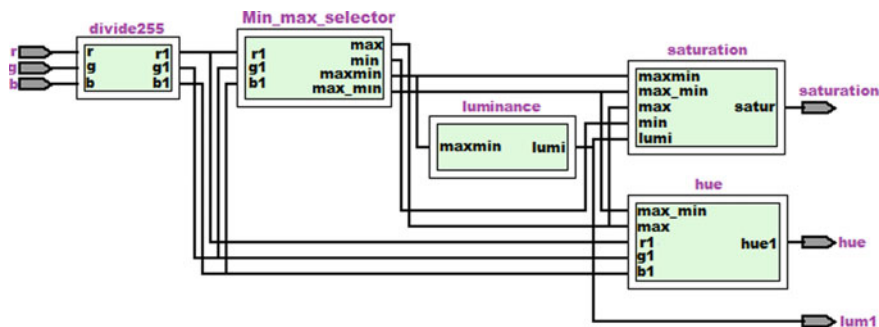 divide255
r
g
b
r
g
b
r1
g1
b1
Min_max_selector
r1
g1
b1
max
min
maxmin
max_min
luminance
maxmin
lumi
saturation
maxmin
max_min
max
min
lumi
satur
saturation
hue
max_min
max
r1
g1
b1
hue1
hue
lum1